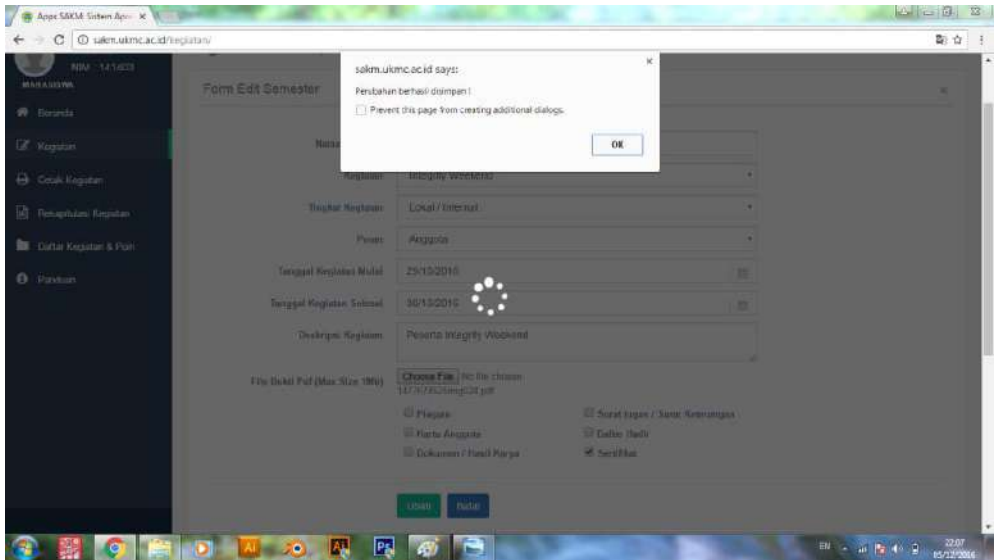 Apps SAKM: Sistem
sakm.ukmc.ac.id/kegiatan/
NIM :
MAHASISWA
Beranda
Kegiatan
Cetak Kegiatan
Rekapitulasi Kegiatan
Daftar Kegiatan & Poin
Panduan
sakm.ukmc.ac.id says:
Perubahan berhasil disimpan !
Prevent this page from creating additional dialogs.
OK
Form Edit Semester
Nama
Kegiatan Integrity Weekend
Tingkat Kegiatan Lokal / Internal
Peran Anggota
Tanggal Kegiatan Mulai 29/10/2016
Tanggal Kegiatan Selesai 30/10/2016
Deskripsi Kegiatan Peserta Integrity Weekend
File Bukti Pdf (Max Size 1Mb) Choose File No file chosen
Piagam Surat tugas / Surat Keterangan
Kartu Anggota Daftar Hadir
Dokumen / Hasil Karya Sertifikat
Ubah Batal
EN 22:07
05/12/2016